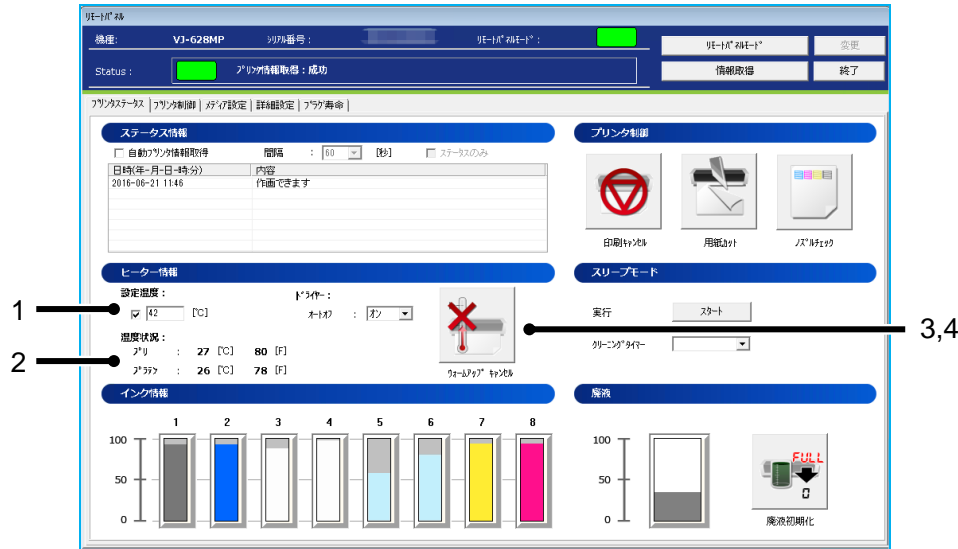 ﾘﾓｰﾄﾊﾟﾈﾙ
機種: VJ-628MP ｼﾘｱﾙ番号: ﾘﾓｰﾄﾊﾟﾈﾙﾓｰﾄﾞ: ﾘﾓｰﾄﾊﾟﾈﾙﾓｰﾄﾞ 変更
Status : ﾌﾟﾘﾝﾀ情報取得：成功 情報取得 終了
ﾌﾟﾘﾝﾀｽﾃｰﾀｽ ﾌﾟﾘﾝﾀ制御 ﾒﾃﾞｨｱ設定 詳細設定 ﾌﾟﾗｸﾞ寿命
ステータス情報
自動ﾌﾟﾘﾝﾀ情報取得 間隔 : 60 [秒] ｽﾃｰﾀｽのみ
日時(年-月-日-時:分) 内容
2016-06-21 11:46 作画できます
プリンタ制御
印刷ｷｬﾝｾﾙ 用紙ｶｯﾄ ﾉｽﾞﾙﾁｪｯｸ
ヒーター情報
設定温度： ﾄﾞﾗｲﾔｰ：
1 42 [℃] ｵｰﾄｵﾌ : ｵﾝ
温度状況：
2 ﾌﾟﾘ : 27 [℃] 80 [F]
ﾌﾟﾗﾃﾝ : 26 [℃] 78 [F]
ｳｫｰﾑｱｯﾌﾟ ｷｬﾝｾﾙ
3,4
スリープモード
実行 ｽﾀｰﾄ
ｸﾘｰﾆﾝｸﾞﾀｲﾏｰ
インク情報
1 2 3 4 5 6 7 8
100
50
0
廃液
100
50
0
FULL
0
廃液初期化